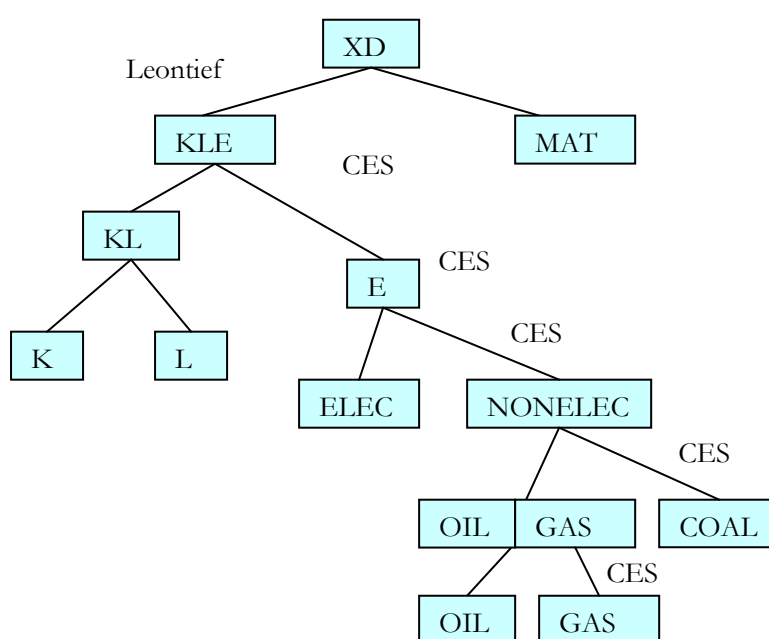 XD
Leontief
KLE
MAT
CES
KL
CES
E
CES
K
L
ELEC
NONELEC
CES
OIL
GAS
COAL
CES
OIL
GAS